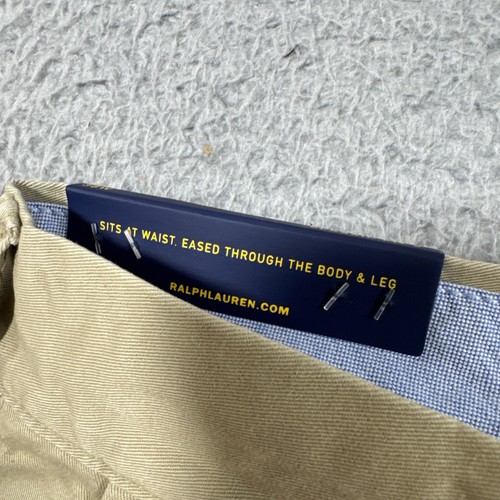 SITS AT WAIST. EASED THROUGH THE BODY & LEG
RALPHLAUREN.COM